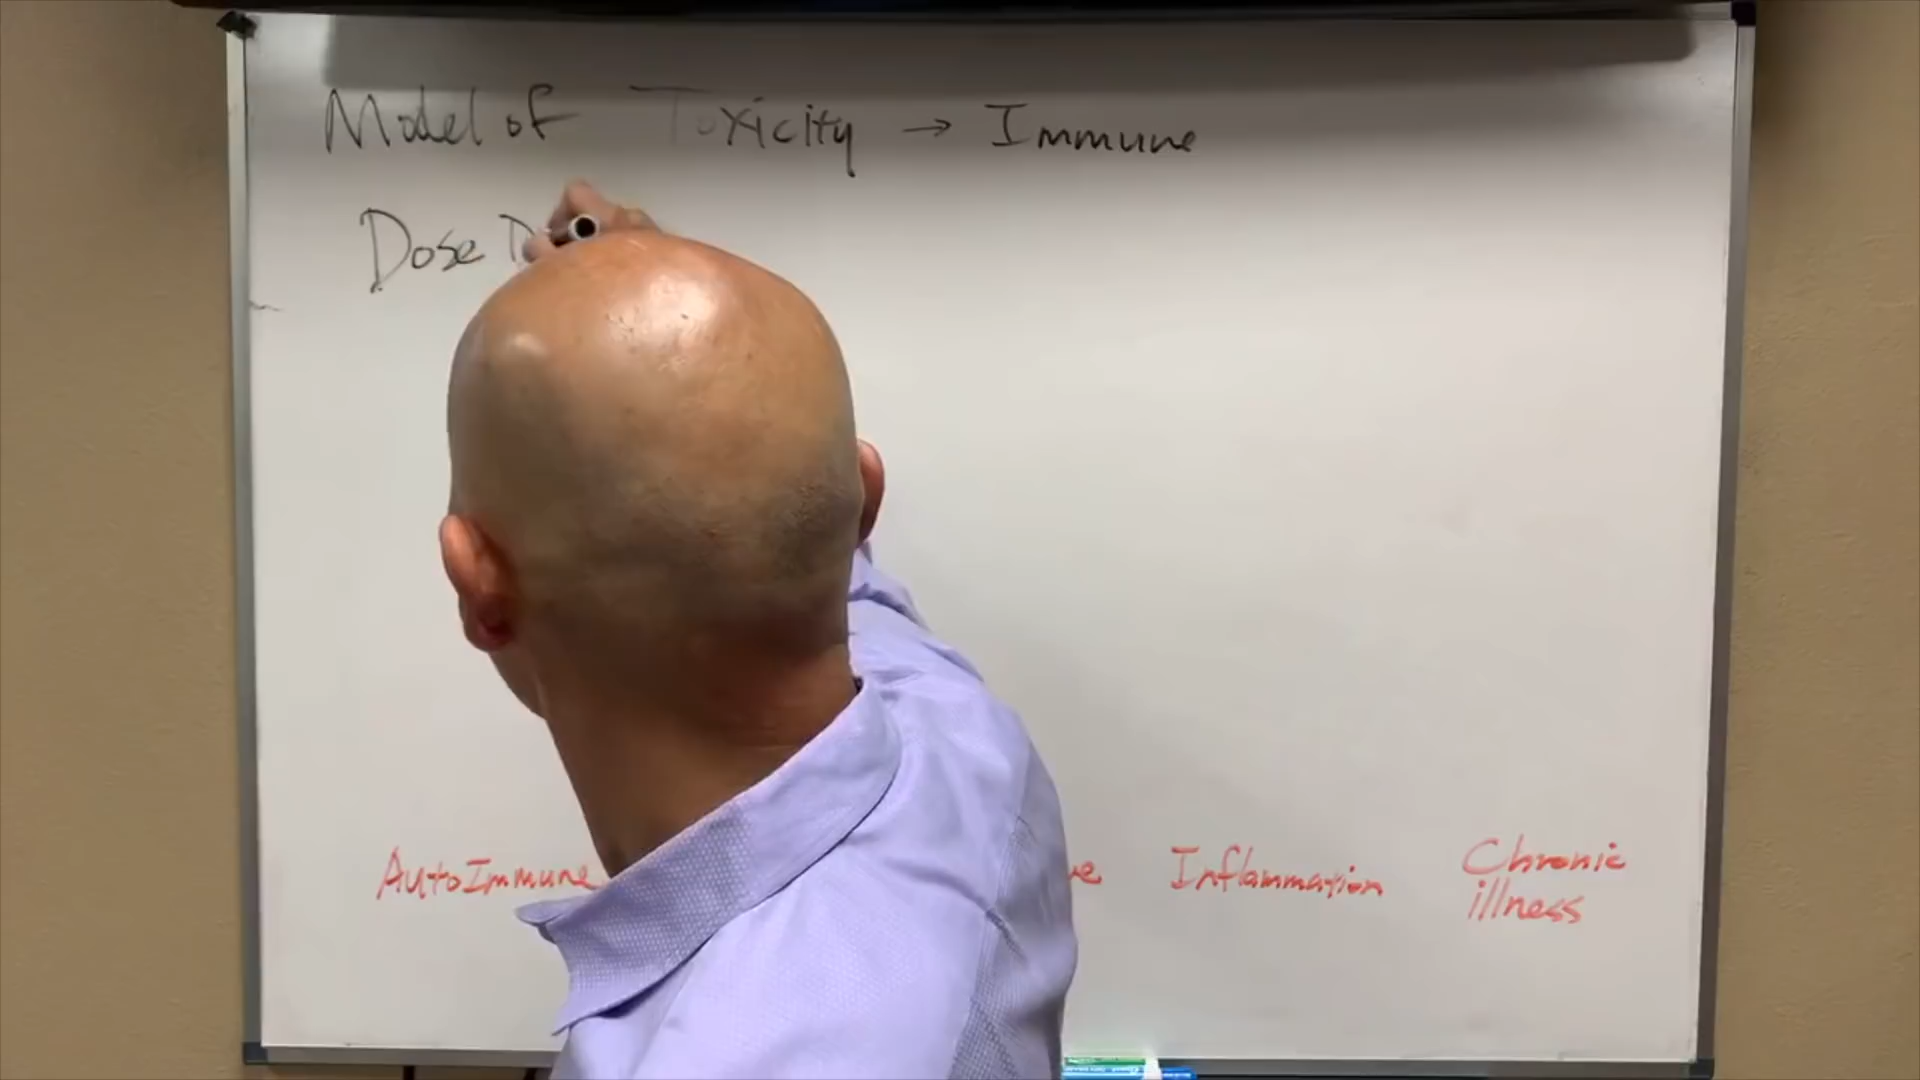 Model of Toxicity → Immune
Dose
AutoImmune
Inflammation
Chronic
illness